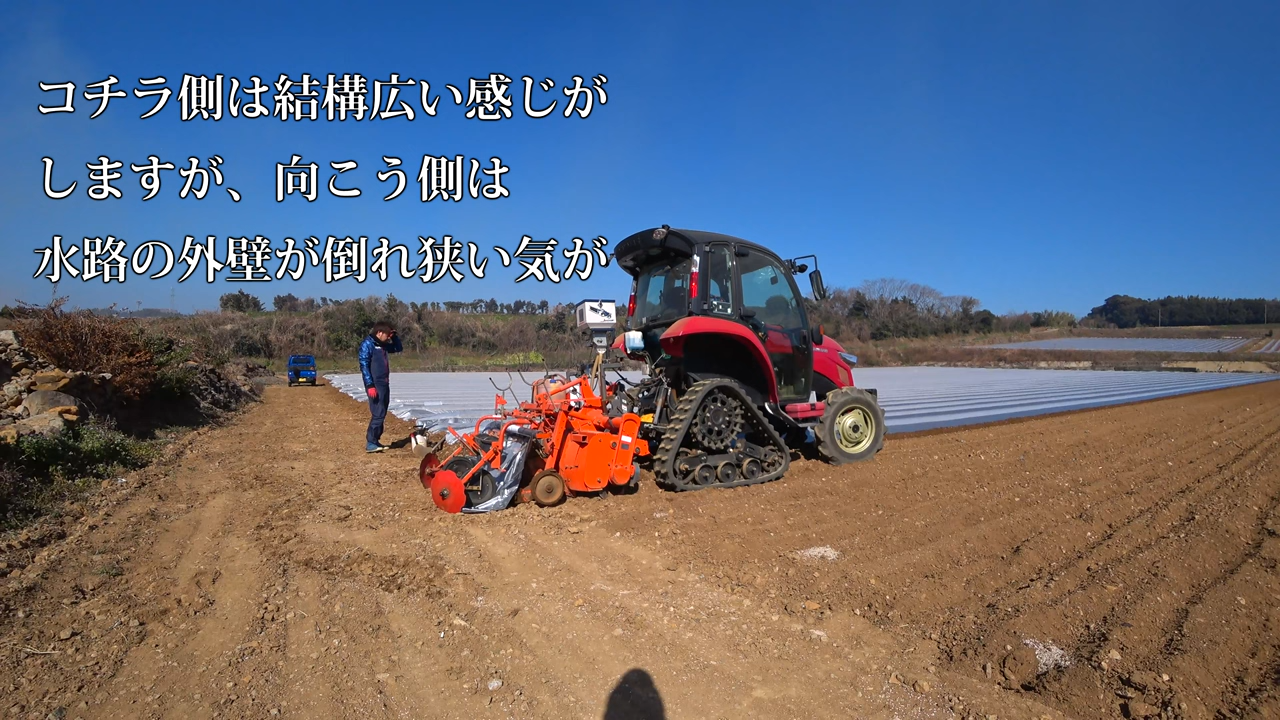 コチラ側は結構広い感じが
しますが、向こう側は
水路の外壁が倒れ狭い気が